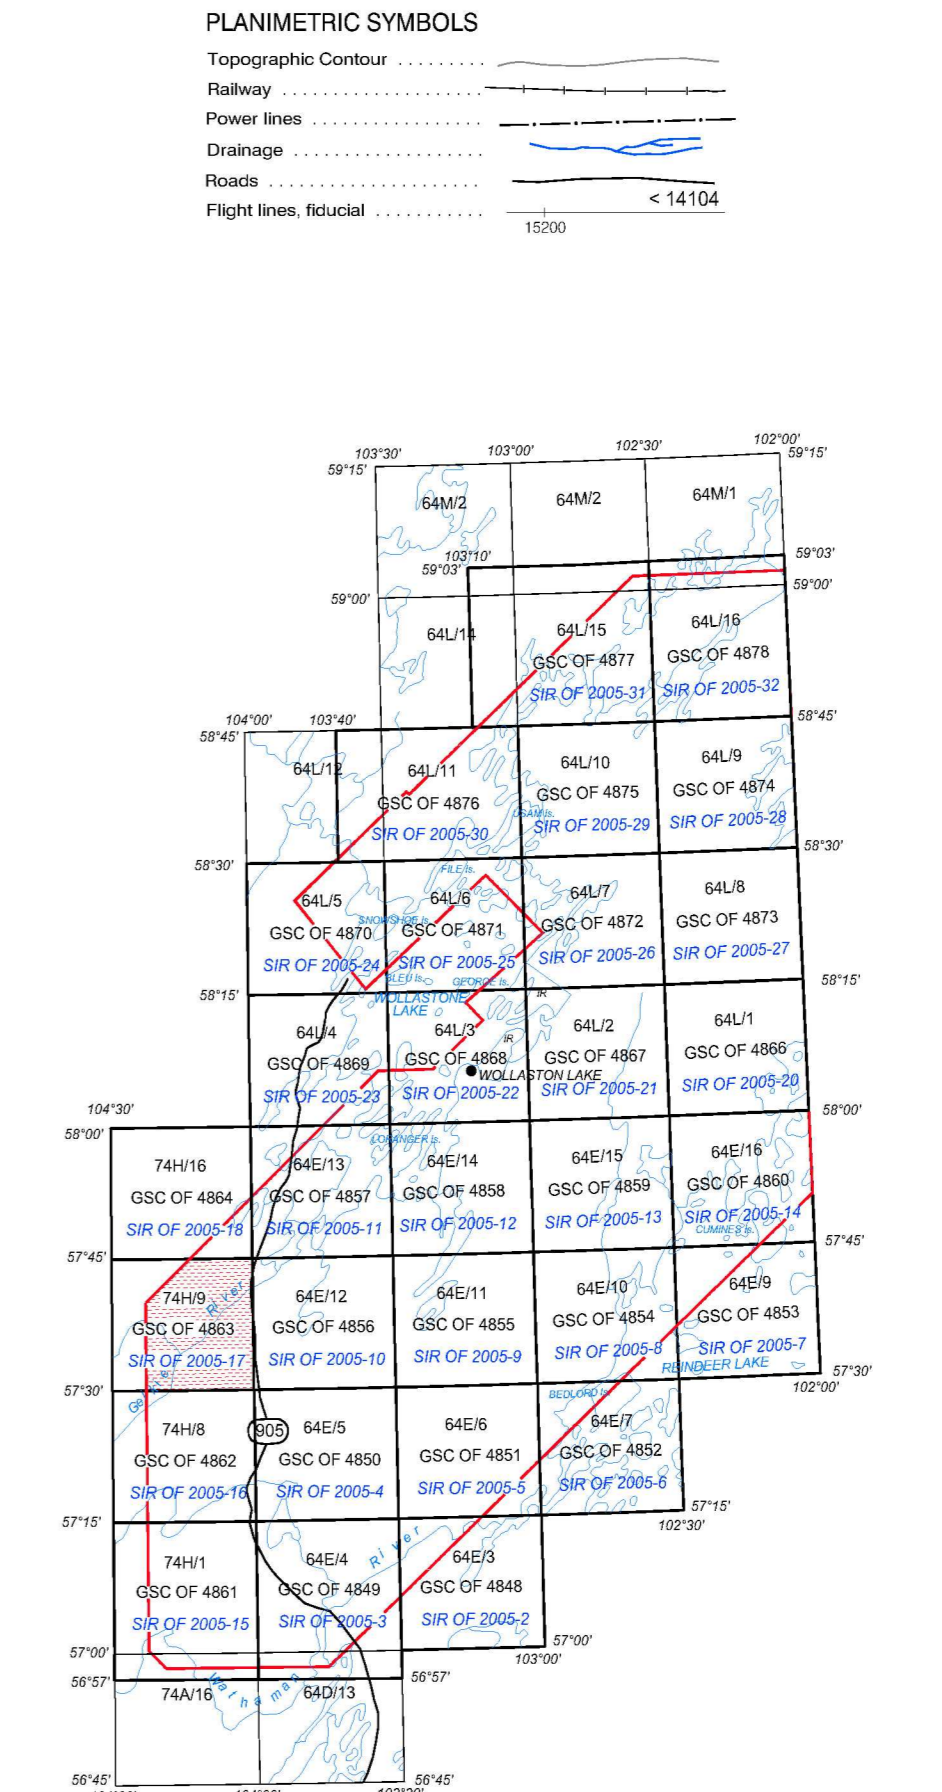 PLANIMETRIC SYMBOLS
Topographic Contour . . . . . . . . .
Railway . . . . . . . . . . . . . . . . . . . . .
Power lines . . . . . . . . . . . . . . . . . .
Drainage . . . . . . . . . . . . . . . . . . . .
Roads . . . . . . . . . . . . . . . . . . . . . .
Flight lines, fiducial . . . . . . . . . . .
< 14104
15200
103°30' 103°00' 102°30' 102°00'
59°15' 59°15'
64M/2 64M/2 64M/1
103°10' 59°03'
59°03'
59°00' 59°00'
64L/14 64L/15 64L/16
GSC OF 4877 GSC OF 4878
SIR OF 2005-31 SIR OF 2005-32
104°00' 103°40' 58°45'
58°45'
64L/12 64L/11 64L/10 64L/9
GSC OF 4876 GSC OF 4875 GSC OF 4874
USAM Is.
SIR OF 2005-30 SIR OF 2005-29 SIR OF 2005-28
58°30' 58°30'
FILE Is.
64L/5 64L/6 64L/7 64L/8
SNOWSHOE Is.
GSC OF 4870 GSC OF 4871 GSC OF 4872 GSC OF 4873
SIR OF 2005-24 SIR OF 2005-25 SIR OF 2005-26 SIR OF 2005-27
BLEU Is. GEORGE Is.
58°15' 58°15'
WOLLASTONE
LAKE
IR
64L/4 64L/3 64L/2 64L/1
IR
GSC OF 4869 GSC OF 4868 GSC OF 4867 GSC OF 4866
WOLLASTON LAKE
SIR OF 2005-23 SIR OF 2005-22 SIR OF 2005-21 SIR OF 2005-20
104°30' 58°00'
58°00'
LORANGER Is.
74H/16 64E/13 64E/14 64E/15 64E/16
GSC OF 4864 GSC OF 4857 GSC OF 4858 GSC OF 4859 GSC OF 4860
SIR OF 2005-18 SIR OF 2005-11 SIR OF 2005-12 SIR OF 2005-13 SIR OF 2005-14
CUMINES Is.
57°45' 57°45'
74H/9 64E/12 64E/11 64E/10 64E/9
River
GSC OF 4863 GSC OF 4856 GSC OF 4855 GSC OF 4854 GSC OF 4853
SIR OF 2005-17 SIR OF 2005-10 SIR OF 2005-9 SIR OF 2005-8 SIR OF 2005-7
REINDEER LAKE
57°30' 57°30'
102°00'
BEDLORD Is.
74H/8 905 64E/5 64E/6 64E/7
GSC OF 4862 GSC OF 4850 GSC OF 4851 GSC OF 4852
SIR OF 2005-16 SIR OF 2005-4 SIR OF 2005-5 SIR OF 2005-6
57°15' 57°15'
102°30'
River
74H/1 64E/4 64E/3
GSC OF 4861 GSC OF 4849 GSC OF 4848
SIR OF 2005-15 SIR OF 2005-3 SIR OF 2005-2
57°00' 57°00'
103°00'
56°57' 56°57'
Wathaman
74A/16 64D/13
56°45' 56°45'